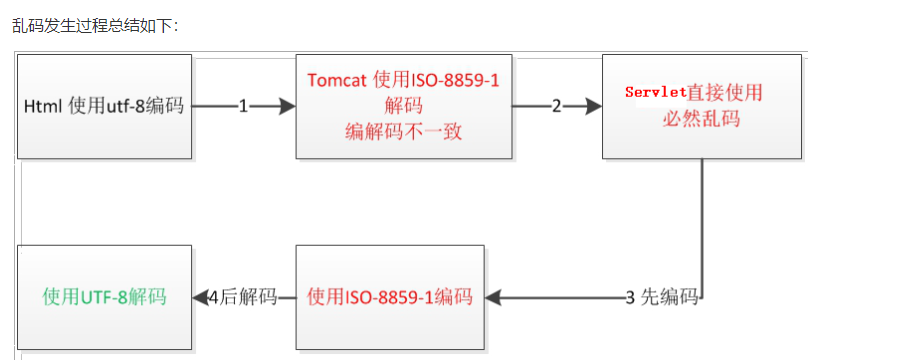 乱码发生过程总结如下:
Html 使用utf-8编码
1
Tomcat 使用ISO-8859-1
解码
编解码不一致
2
Servlet直接使用
必然乱码
使用UTF-8解码
4后解码
使用ISO-8859-1编码
3 先编码